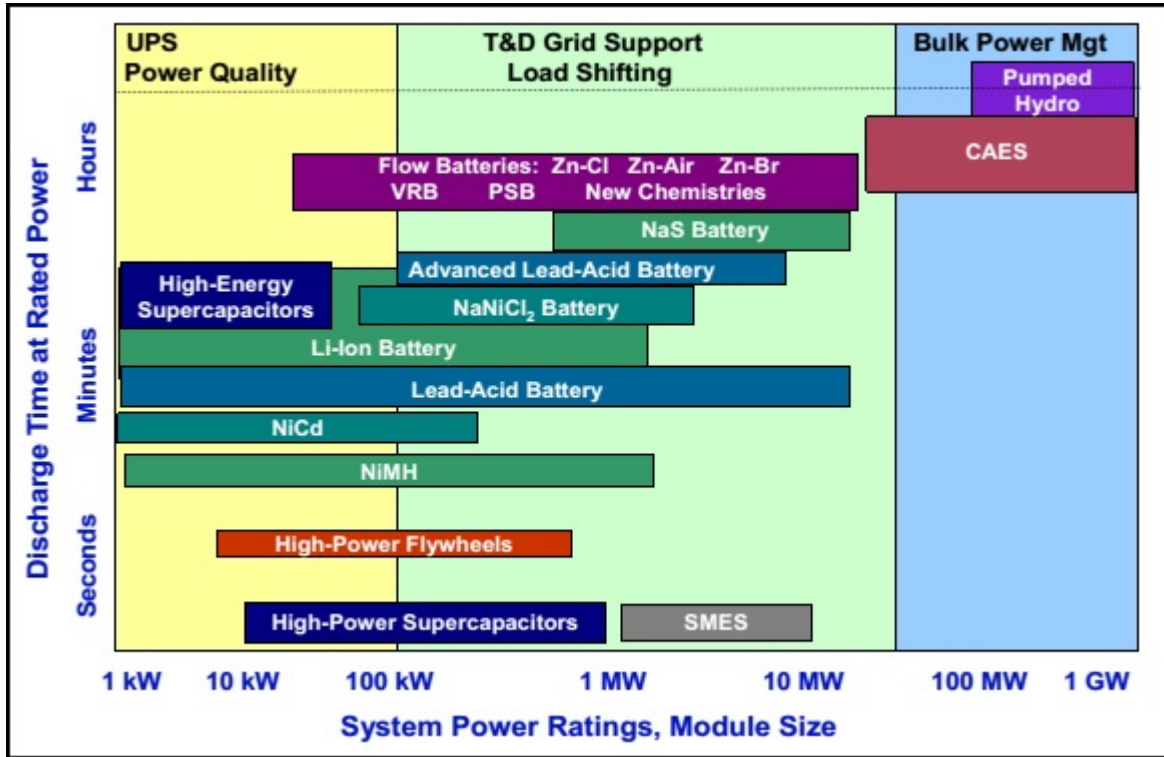 UPS
Power Quality
T&D Grid Support
Load Shifting
Bulk Power Mgt
Pumped
Hydro
CAES
Flow Batteries: Zn-Cl Zn-Air Zn-Br
VRB PSB New Chemistries
NaS Battery
Advanced Lead-Acid Battery
High-Energy
Supercapacitors
NaNiCl₂ Battery
Li-Ion Battery
Lead-Acid Battery
NiCd
NiMH
High-Power Flywheels
High-Power Supercapacitors
SMES
Discharge Time at Rated Power
Hours
Minutes
Seconds
1 kW 10 kW 100 kW 1 MW 10 MW 100 MW 1 GW
System Power Ratings, Module Size